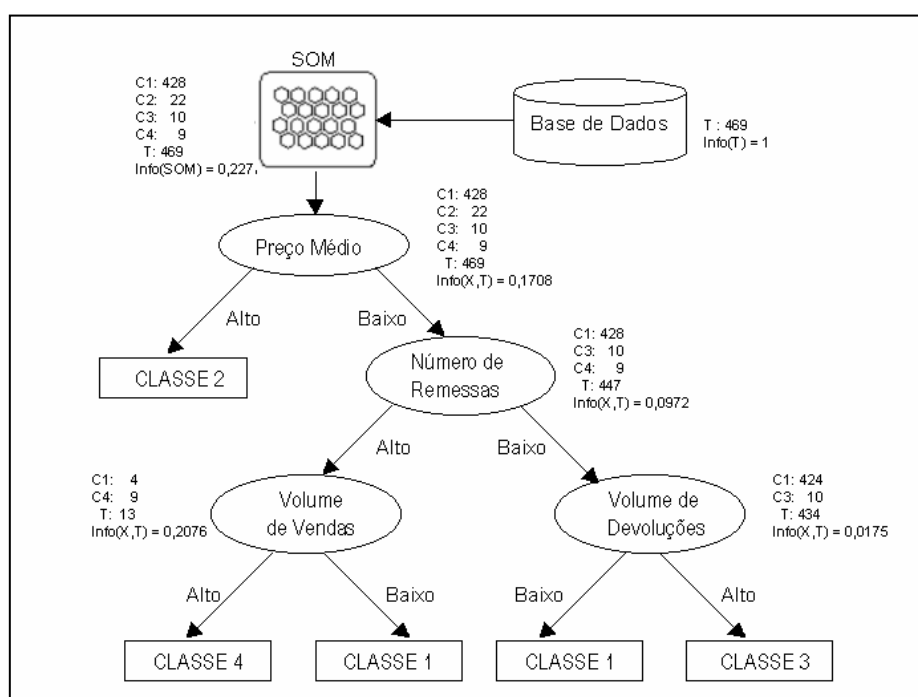 SOM
C1: 428
C2: 22
C3: 10
C4: 9
T: 469
Info(SOM) = 0,227
Base de Dados
T : 469
Info(T) = 1
Preço Médio
C1: 428
C2: 22
C3: 10
C4: 9
T: 469
Info(X,T) = 0,1708
Alto
Baixo
CLASSE 2
Número de
Remessas
C1: 428
C3: 10
C4: 9
T: 447
Info(X,T) = 0,0972
Alto
Baixo
C1: 4
C4: 9
T: 13
Info(X,T) = 0,2076
Volume
de Vendas
Volume de
Devoluções
C1: 424
C3: 10
T: 434
Info(X,T) = 0,0175
Alto
Baixo
Baixo
Alto
CLASSE 4
CLASSE 1
CLASSE 1
CLASSE 3